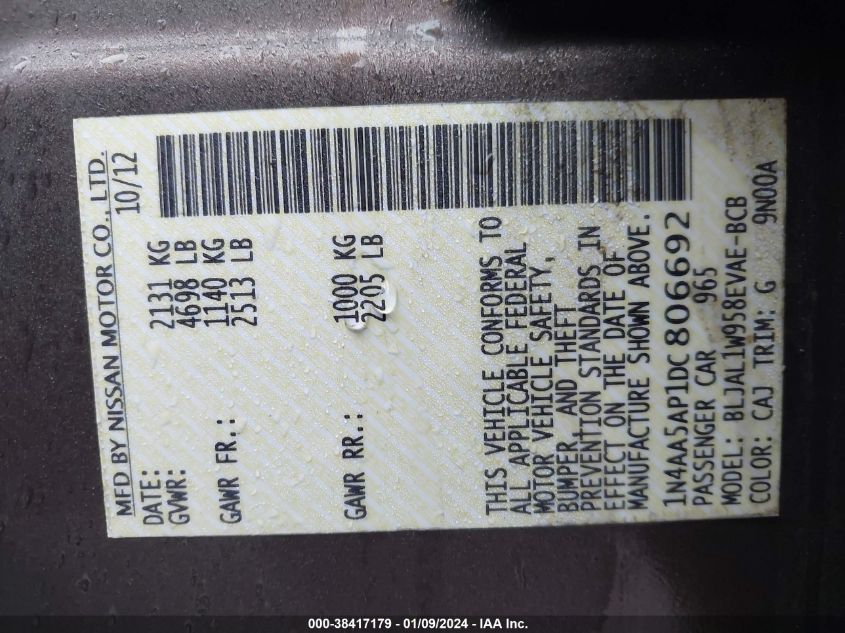 MFD BY NISSAN MOTOR CO., LTD.
DATE: 10/12
GVWR: 2131 KG
4698 LB
GAWR FR.: 1140 KG
2513 LB
GAWR RR.: 1000 KG
2205 LB
THIS VEHICLE CONFORMS TO
ALL APPLICABLE FEDERAL
MOTOR VEHICLE SAFETY,
BUMPER, AND THEFT
PREVENTION STANDARDS IN
EFFECT ON THE DATE OF
MANUFACTURE SHOWN ABOVE.
1N4AA5AP1DC806692
PASSENGER CAR 965
MODEL: BLJAL1W958EVAE-BCB
COLOR: CAJ TRIM: G 9N00A
000-38417179 - 01/09/2024 - IAA Inc.